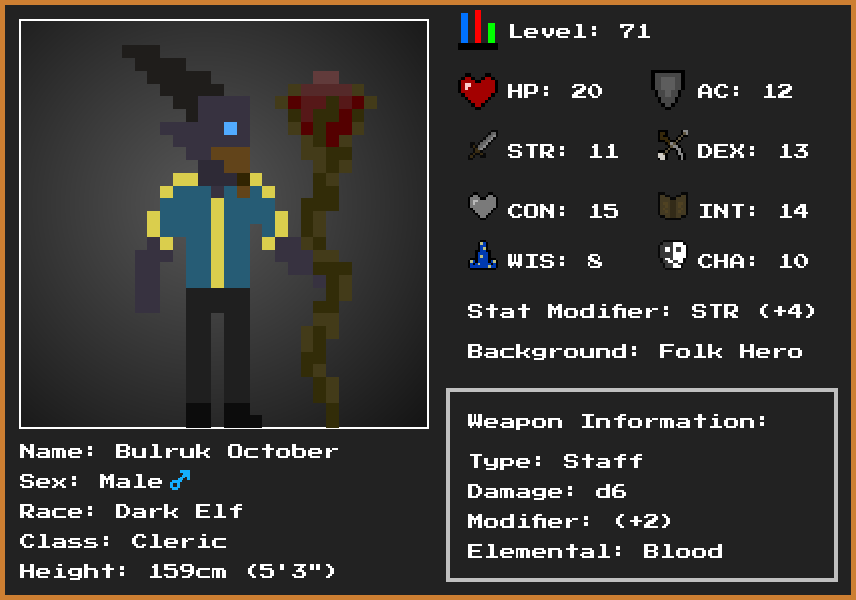 Level: 71
HP: 20
AC: 12
STR: 11
DEX: 13
CON: 15
INT: 14
WIS: 8
CHA: 10
Stat Modifier: STR (+4)
Background: Folk Hero
Weapon Information:
Type: Staff
Damage: d6
Modifier: (+2)
Elemental: Blood
Name: Bulruk October
Sex: Male ♂
Race: Dark Elf
Class: Cleric
Height: 159cm (5'3")